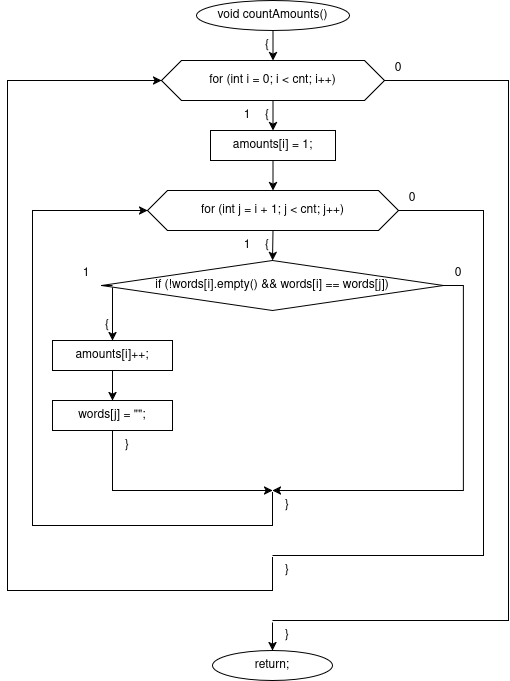 void countAmounts()
{
for (int i = 0; i < cnt; i++)
0
1 {
amounts[i] = 1;
for (int j = i + 1; j < cnt; j++)
0
1 {
1
if (!words[i].empty() && words[i] == words[j])
0
{
amounts[i]++;
words[j] = "";
}
}
}
}
return;